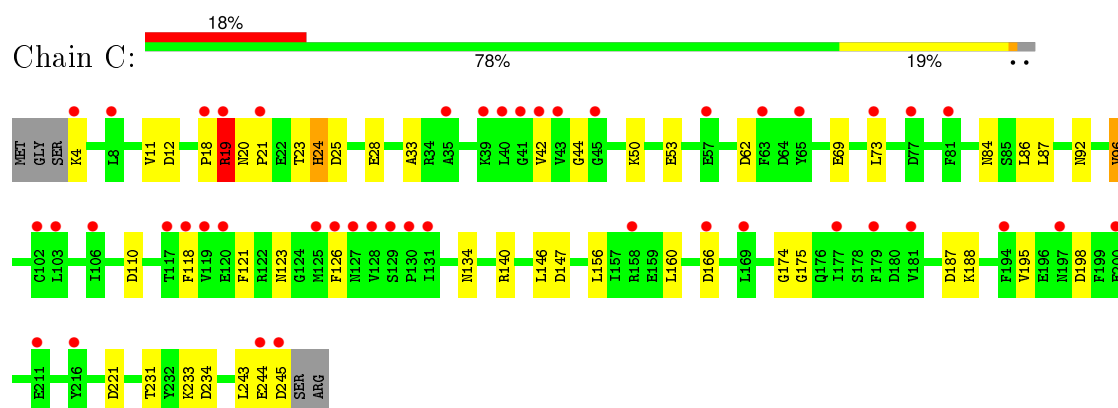 18%
Chain C:
78% 19% • •
MET GLY SER K4 L8 V11 D12 P18 R19 N20 P21 E22 T23 H24 D25 E28 A33 R34 A35 K39 L40 G41 V42 V43 G44 G45 K50 E53 E57 D62 F63 D64 Y65 E69 L73 D77 F81 N84 S85 L86 L87 N92
C102 L103 I106 D110 T117 F118 V119 E120 F121 R122 N123 G124 M125 F126 N127 V128 S129 P130 I131 N134 R140 L146 D147 L156 I157 R158 E159 L160 D166 L169 G174 G175 Q176 I177 S178 F179 D180 V181 D187 K188 F194 V195 E196 N197 D198 F199
E211 Y216 D221 T231 Y232 K233 D234 L243 E244 D245 SER ARG